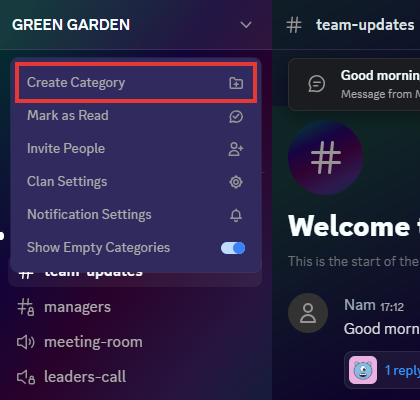 GREEN GARDEN
Create Category
Mark as Read
Invite People
Clan Settings
Notification Settings
Show Empty Categories
team-updates
managers
meeting-room
leaders-call
# team-updates
Good mornin
Message from M
#
Welcome t
This is the start of the
Nam 17:12
Good morn
1 reply